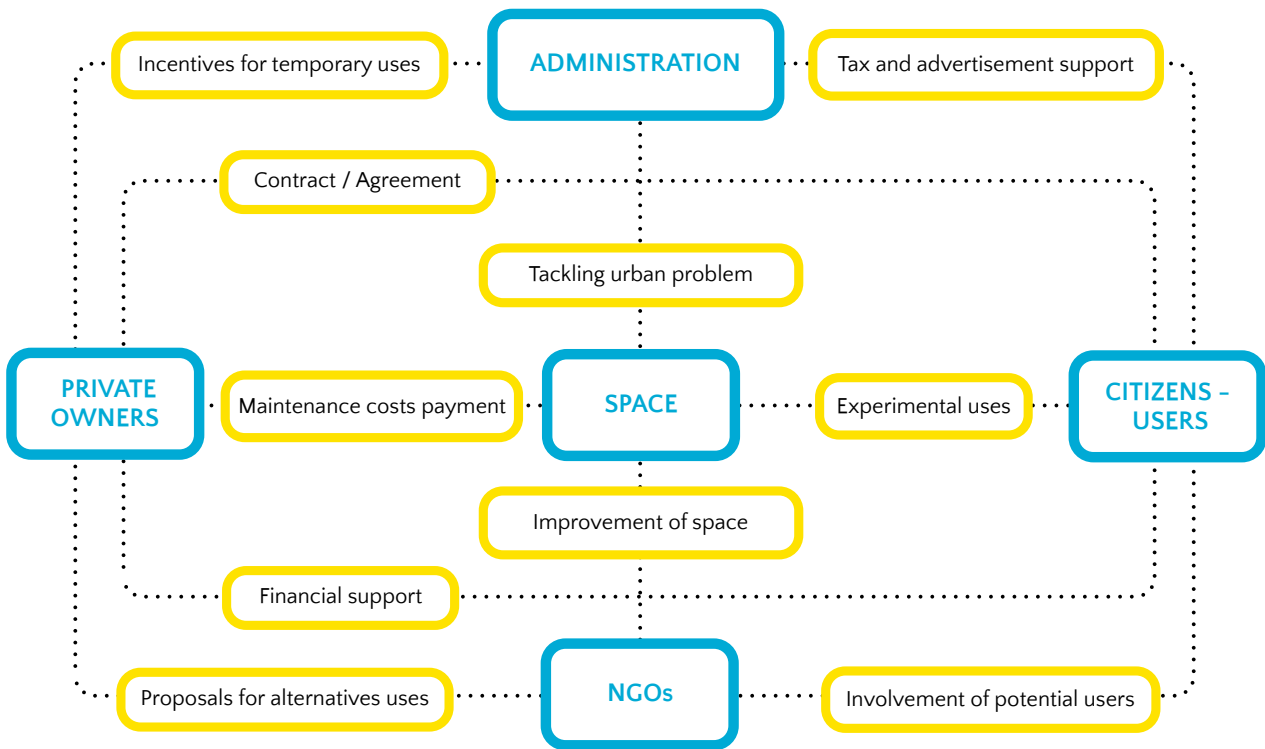 Incentives for temporary uses
ADMINISTRATION
Tax and advertisement support
Contract / Agreement
Tackling urban problem
PRIVATE
OWNERS
Maintenance costs payment
SPACE
Experimental uses
CITIZENS -
USERS
Improvement of space
Financial support
Proposals for alternatives uses
NGOs
Involvement of potential users